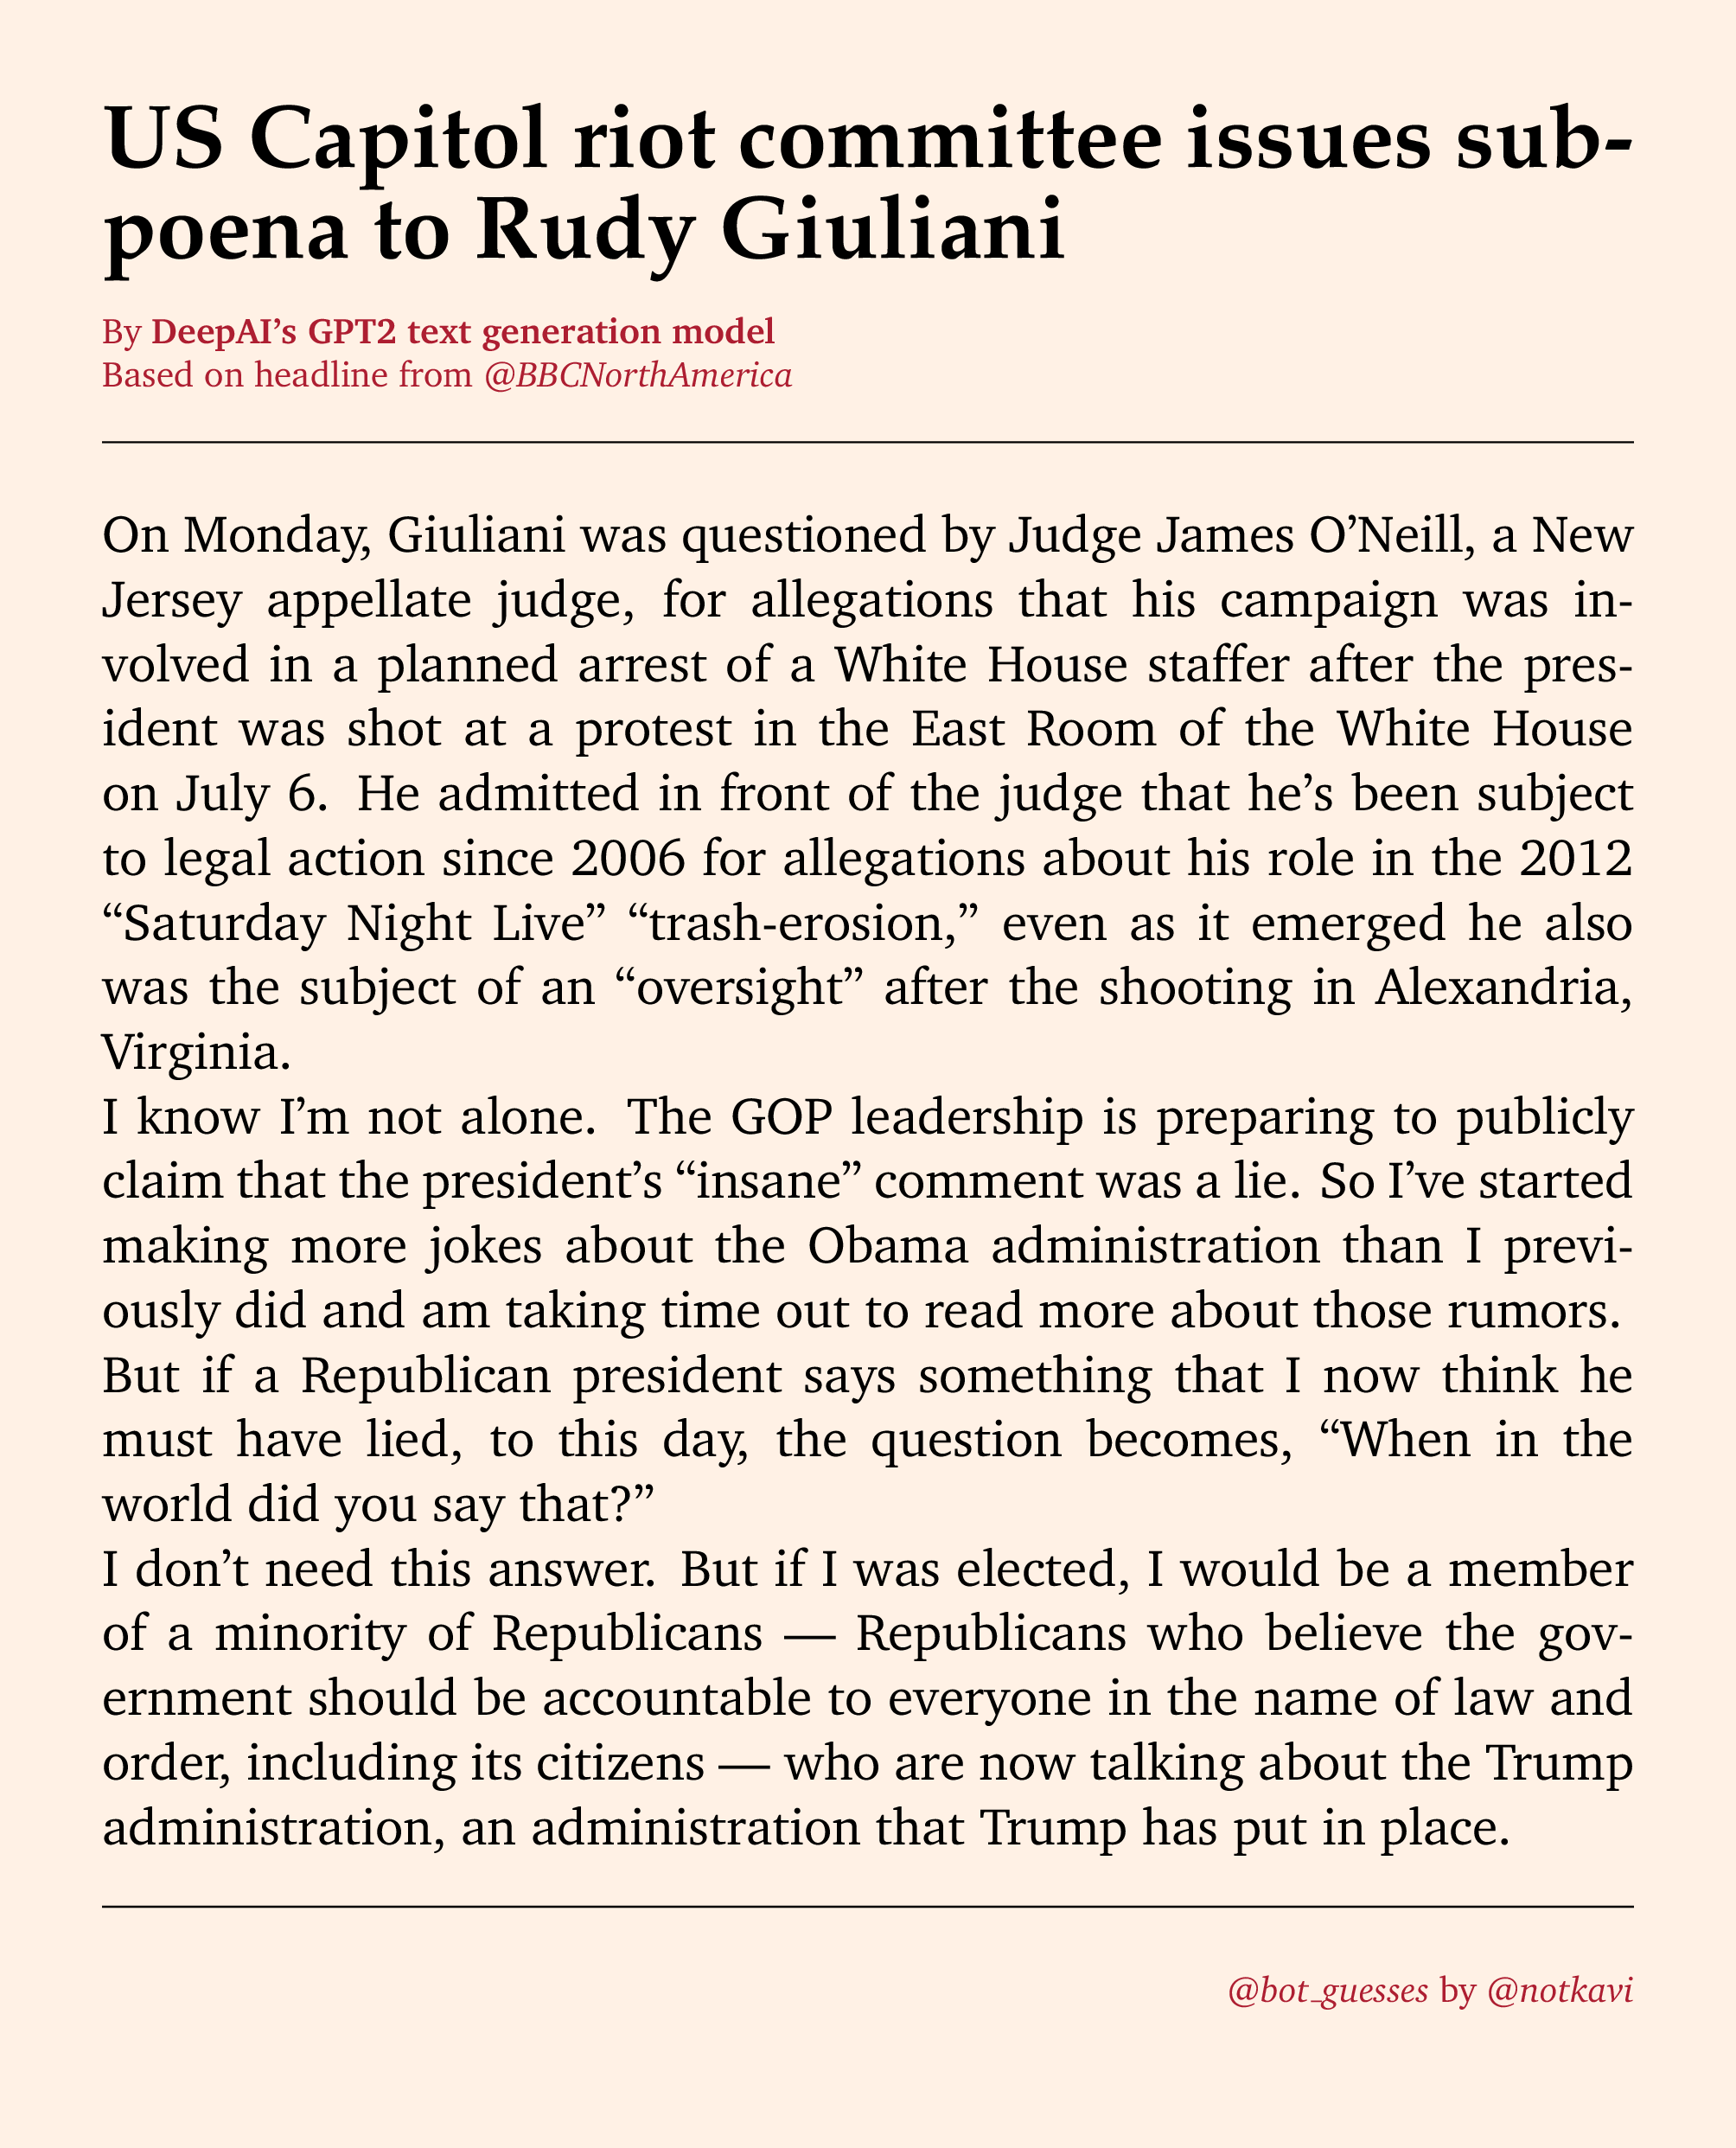 US Capitol riot committee issues sub-
poena to Rudy Giuliani
By DeepAI’s GPT2 text generation model
Based on headline from @BBCNorthAmerica
On Monday, Giuliani was questioned by Judge James O’Neill, a New
Jersey appellate judge, for allegations that his campaign was in-
volved in a planned arrest of a White House staffer after the pres-
ident was shot at a protest in the East Room of the White House
on July 6. He admitted in front of the judge that he’s been subject
to legal action since 2006 for allegations about his role in the 2012
“Saturday Night Live” “trash-erosion,” even as it emerged he also
was the subject of an “oversight” after the shooting in Alexandria,
Virginia.
I know I’m not alone. The GOP leadership is preparing to publicly
claim that the president’s “insane” comment was a lie. So I’ve started
making more jokes about the Obama administration than I previ-
ously did and am taking time out to read more about those rumors.
But if a Republican president says something that I now think he
must have lied, to this day, the question becomes, “When in the
world did you say that?”
I don’t need this answer. But if I was elected, I would be a member
of a minority of Republicans — Republicans who believe the gov-
ernment should be accountable to everyone in the name of law and
order, including its citizens — who are now talking about the Trump
administration, an administration that Trump has put in place.
@bot_guesses by @notkavi